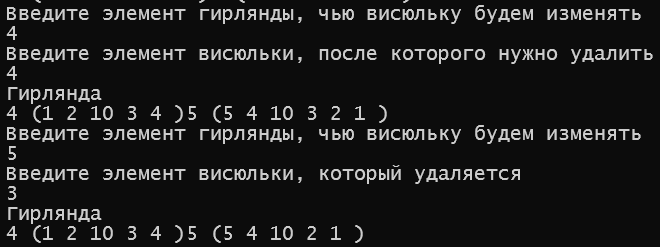 Введите элемент гирлянды, чью висюльку будем изменять
4
Введите элемент висюльки, после которого нужно удалить
4
Гирлянда
4 (1 2 10 3 4 )5 (5 4 10 3 2 1 )
Введите элемент гирлянды, чью висюльку будем изменять
5
Введите элемент висюльки, который удаляется
3
Гирлянда
4 (1 2 10 3 4 )5 (5 4 10 2 1 )